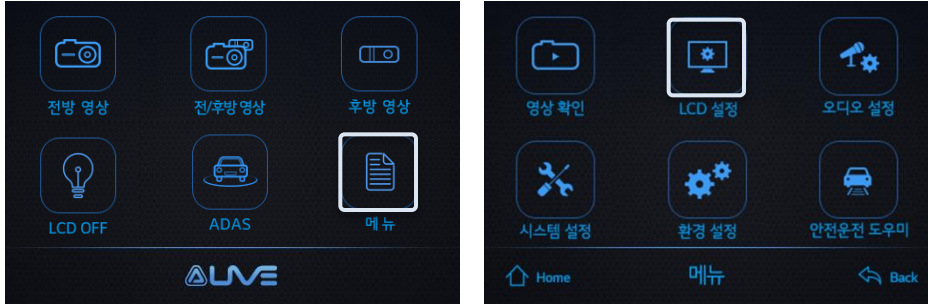 전방 영상
전/후방 영상
후방 영상
LCD OFF
ADAS
메뉴
ALIVE
영상 확인
LCD 설정
오디오 설정
시스템 설정
환경 설정
안전운전 도우미
Home
메뉴
Back